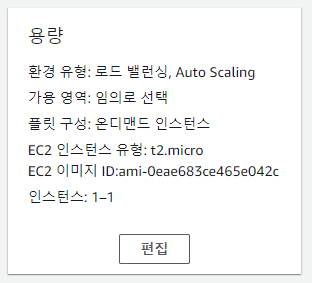 용량
환경 유형: 로드 밸런싱, Auto Scaling
가용 영역: 임의로 선택
플릿 구성: 온디맨드 인스턴스
EC2 인스턴스 유형: t2.micro
EC2 이미지 ID:ami-0eae683ce465e042c
인스턴스: 1–1
편집